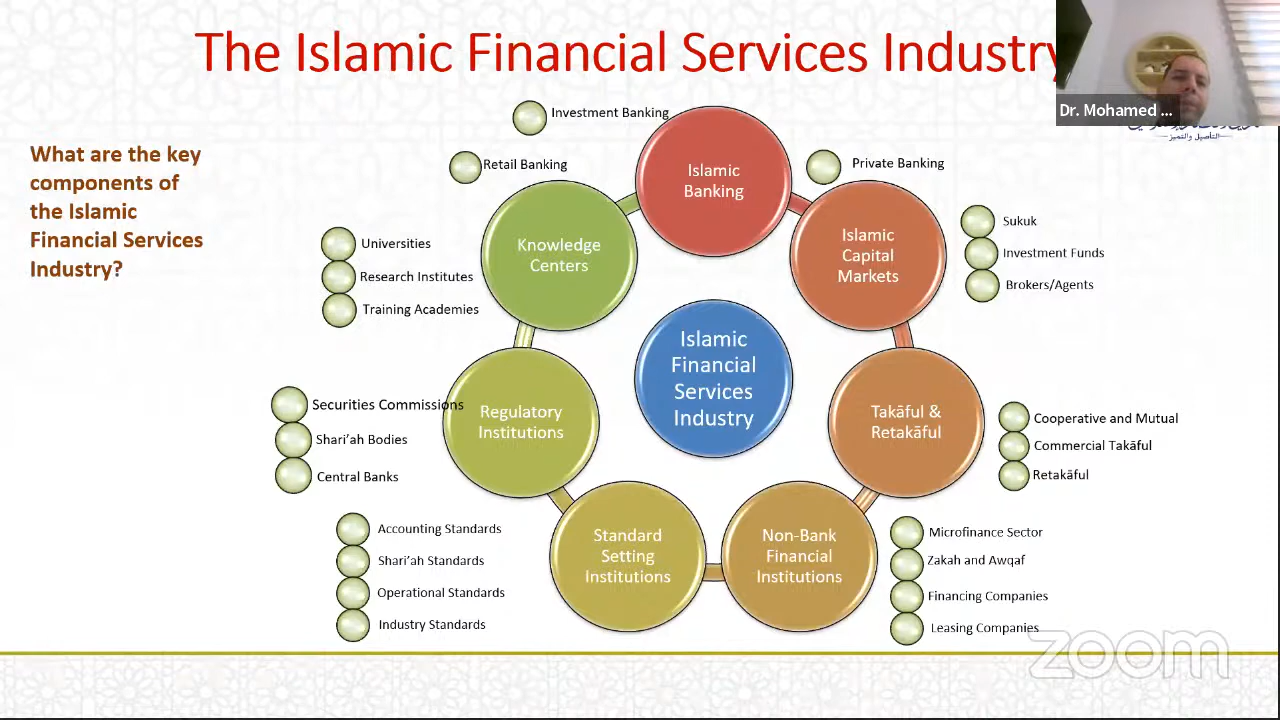 The Islamic Financial Services Industry
Dr. Mohamed ...
التأصيل والتميز
What are the key
components of
the Islamic
Financial Services
Industry?
Investment Banking
Retail Banking
Private Banking
Islamic
Banking
Islamic
Capital
Markets
Sukuk
Investment Funds
Brokers/Agents
Takāful &
Retakāful
Cooperative and Mutual
Commercial Takāful
Retakāful
Non-Bank
Financial
Institutions
Microfinance Sector
Zakah and Awqaf
Financing Companies
Leasing Companies
Standard
Setting
Institutions
Accounting Standards
Shari’ah Standards
Operational Standards
Industry Standards
Regulatory
Institutions
Securities Commissions
Shari’ah Bodies
Central Banks
Knowledge
Centers
Universities
Research Institutes
Training Academies
Islamic
Financial
Services
Industry
zoom